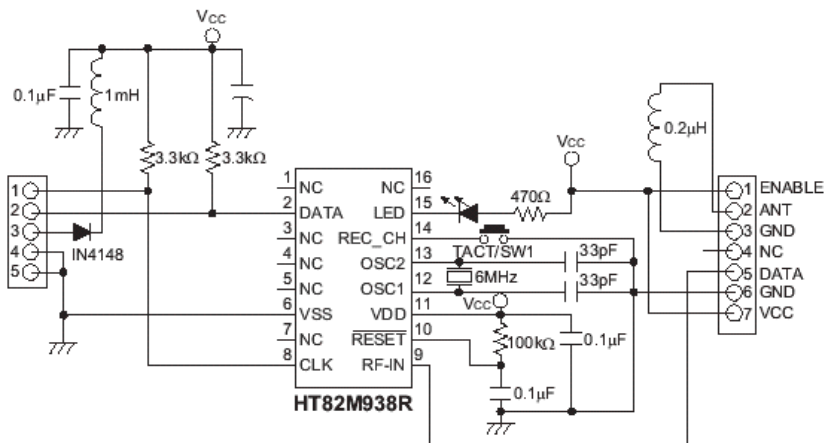 VCC
0.1μF
1mH
3.3kΩ
3.3kΩ
1
2
3
4
5
IN4148
1 NC
2 DATA
3 NC
4 NC
5 NC
6 VSS
7 NC
8 CLK
NC 16
LED 15
REC_CH 14
OSC2 13
OSC1 12
VDD 11
RESET 10
RF-IN 9
HT82M938R
470Ω
VCC
TACT/SW1
6MHz
33pF
33pF
VCC
100kΩ
0.1μF
0.1μF
0.2μH
1 ENABLE
2 ANT
3 GND
4 NC
5 DATA
6 GND
7 VCC